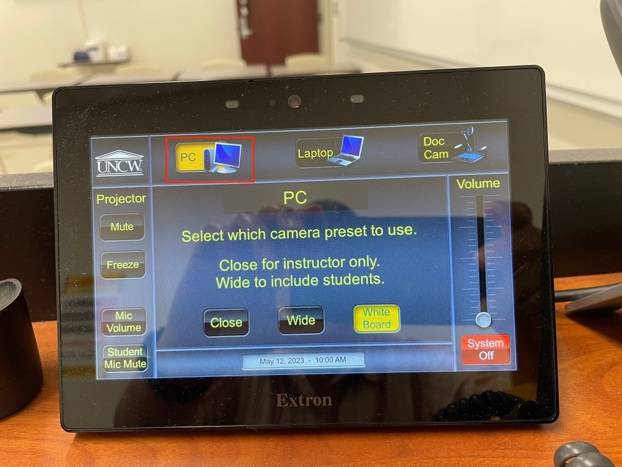 UNCW
PC
Laptop
Doc
Cam
Projector
Mute
Freeze
Mic
Volume
Student
Mic Mute
PC
Select which camera preset to use.
Close for instructor only.
Wide to include students.
Close
Wide
White
Board
May 12, 2023 - 10:00 AM
Volume
System
Off
Extron